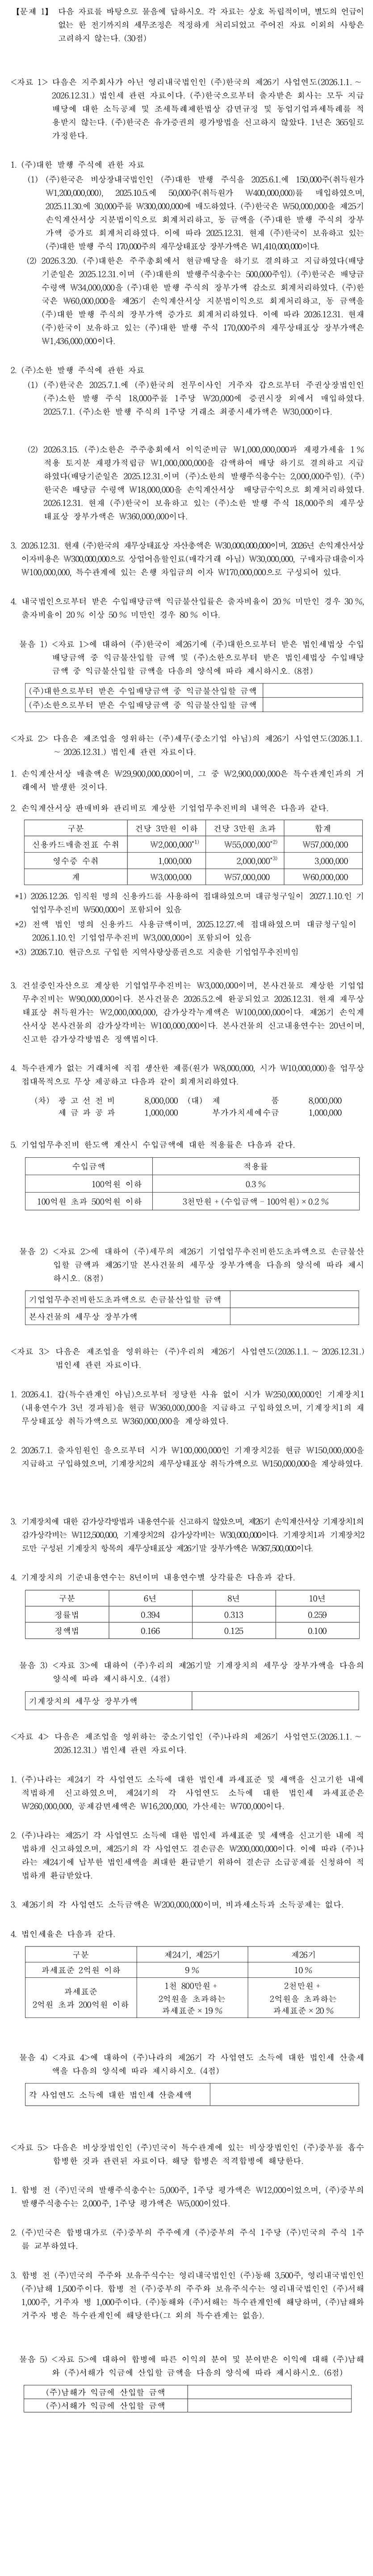 【문제 1】 다음 자료를 바탕으로 물음에 답하시오. 각 자료는 상호 독립적이며, 별도의 언급이
없는 한 전기까지의 세무조정은 적정하게 처리되었고 주어진 자료 이외의 사항은
고려하지 않는다. (30점)
<자료 1> 다음은 지주회사가 아닌 영리내국법인인 (주)한국의 제26기 사업연도(2026.1.1. ~
2026.12.31.) 법인세 관련 자료이다. (주)한국으로부터 출자받은 회사는 모두 지급
배당에 대한 소득공제 및 조세특례제한법상 감면규정 및 동업기업과세특례를 적
용받지 않는다. (주)한국은 유가증권의 평가방법을 신고하지 않았다. 1년은 365일로
가정한다.
1. (주)대한 발행 주식에 관한 자료
(1) (주)한국은 비상장내국법인인 (주)대한 발행 주식을 2025.6.1.에 150,000주(취득원가
₩1,200,000,000), 2025.10.5.에 50,000주(취득원가 ₩400,000,000)를 매입하였으며,
2025.11.30.에 30,000주를 ₩300,000,000에 매도하였다. (주)한국은 ₩50,000,000을 제25기
손익계산서상 지분법이익으로 회계처리하고, 동 금액을 (주)대한 발행 주식의 장부
가액 증가로 회계처리하였다. 이에 따라 2025.12.31. 현재 (주)한국이 보유하고 있는
(주)대한 발행 주식 170,000주의 재무상태표상 장부가액은 ₩1,410,000,000이다.
(2) 2026.3.20. (주)대한은 주주총회에서 현금배당을 하기로 결의하고 지급하였다(배당
기준일은 2025.12.31.이며 (주)대한의 발행주식총수는 500,000주임). (주)한국은 배당금
수령액 ₩34,000,000을 (주)대한 발행 주식의 장부가액 감소로 회계처리하였다. (주)한
국은 ₩60,000,000을 제26기 손익계산서상 지분법이익으로 회계처리하고, 동 금액을
(주)대한 발행 주식의 장부가액 증가로 회계처리하였다. 이에 따라 2026.12.31. 현재
(주)한국이 보유하고 있는 (주)대한 발행 주식 170,000주의 재무상태표상 장부가액은
₩1,436,000,000이다.
2. (주)소한 발행 주식에 관한 자료
(1) (주)한국은 2025.7.1.에 (주)한국의 전무이사인 거주자 갑으로부터 주권상장법인인
(주)소한 발행 주식 18,000주를 1주당 ₩20,000에 증권시장 외에서 매입하였다.
2025.7.1. (주)소한 발행 주식의 1주당 거래소 최종시세가액은 ₩30,000이다.
(2) 2026.3.15. (주)소한은 주주총회에서 이익준비금 ₩1,000,000,000과 재평가세율 1 %
적용 토지분 재평가적립금 ₩1,000,000,000을 감액하여 배당 하기로 결의하고 지급
하였다(배당기준일은 2025.12.31.이며 (주)소한의 발행주식총수는 2,000,000주임). (주)
한국은 배당금 수령액 ₩18,000,000을 손익계산서상 배당금수익으로 회계처리하였다.
2026.12.31. 현재 (주)한국이 보유하고 있는 (주)소한 발행 주식 18,000주의 재무상
태표상 장부가액은 ₩360,000,000이다.
3. 2026.12.31. 현재 (주)한국의 재무상태표상 자산총액은 ₩30,000,000,000이며, 2026년 손익계산서상
이자비용은 ₩300,000,000으로 상업어음할인료(매각거래 아님) ₩30,000,000, 구매자금대출이자
₩100,000,000, 특수관계에 있는 은행 차입금의 이자 ₩170,000,000으로 구성되어 있다.
4. 내국법인으로부터 받은 수입배당금액 익금불산입률은 출자비율이 20 % 미만인 경우 30 %,
출자비율이 20 % 이상 50 % 미만인 경우 80 % 이다.
물음 1) <자료 1>에 대하여 (주)한국이 제26기에 (주)대한으로부터 받은 법인세법상 수입
배당금액 중 익금불산입할 금액 및 (주)소한으로부터 받은 법인세법상 수입배당
금액 중 익금불산입할 금액을 다음의 양식에 따라 제시하시오. (8점)
(주)대한으로부터 받은 수입배당금액 중 익금불산입할 금액
(주)소한으로부터 받은 수입배당금액 중 익금불산입할 금액
<자료 2> 다음은 제조업을 영위하는 (주)세무(중소기업 아님)의 제26기 사업연도(2026.1.1.
~ 2026.12.31.) 법인세 관련 자료이다.
1. 손익계산서상 매출액은 ₩29,900,000,000이며, 그 중 ₩2,900,000,000은 특수관계인과의 거
래에서 발생한 것이다.
2. 손익계산서상 판매비와 관리비로 계상한 기업업무추진비의 내역은 다음과 같다.
구분 건당 3만원 이하 건당 3만원 초과 합계
신용카드매출전표 수취 ₩2,000,000*1) ₩55,000,000*2) ₩57,000,000
영수증 수취 1,000,000 2,000,000*3) 3,000,000
계 ₩3,000,000 ₩57,000,000 ₩60,000,000
*1) 2026.12.26. 임직원 명의 신용카드를 사용하여 접대하였으며 대금청구일이 2027.1.10.인 기
업업무추진비 ₩500,000이 포함되어 있음
*2) 전액 법인 명의 신용카드 사용금액이며, 2025.12.27.에 접대하였으며 대금청구일이
2026.1.10.인 기업업무추진비 ₩3,000,000이 포함되어 있음
*3) 2026.7.10. 현금으로 구입한 지역사랑상품권으로 지출한 기업업무추진비임
3. 건설중인자산으로 계상한 기업업무추진비는 ₩3,000,000이며, 본사건물로 계상한 기업업
무추진비는 ₩90,000,000이다. 본사건물은 2026.5.2.에 완공되었고 2026.12.31. 현재 재무상
태표상 취득원가는 ₩2,000,000,000, 감가상각누계액은 ₩100,000,000이다. 제26기 손익계
산서상 본사건물의 감가상각비는 ₩100,000,000이다. 본사건물의 신고내용연수는 20년이며,
신고한 감가상각방법은 정액법이다.
4. 특수관계가 없는 거래처에 직접 생산한 제품(원가 ₩8,000,000, 시가 ₩10,000,000)을 업무상
접대목적으로 무상 제공하고 다음과 같이 회계처리하였다.
(차) 광 고 선 전 비 8,000,000 (대) 제 품 8,000,000
세 금 과 공 과 1,000,000 부가가치세예수금 1,000,000
5. 기업업무추진비 한도액 계산시 수입금액에 대한 적용률은 다음과 같다.
수입금액 적용률
100억원 이하 0.3 %
100억원 초과 500억원 이하 3천만원 + (수입금액 - 100억원) × 0.2 %
물음 2) <자료 2>에 대하여 (주)세무의 제26기 기업업무추진비한도초과액으로 손금불산
입할 금액과 제26기말 본사건물의 세무상 장부가액을 다음의 양식에 따라 제시
하시오. (8점)
기업업무추진비한도초과액으로 손금불산입할 금액
본사건물의 세무상 장부가액
<자료 3> 다음은 제조업을 영위하는 (주)우리의 제26기 사업연도(2026.1.1. ~ 2026.12.31.)
법인세 관련 자료이다.
1. 2026.4.1. 갑(특수관계인 아님)으로부터 정당한 사유 없이 시가 ₩250,000,000인 기계장치1
(내용연수가 3년 경과됨)을 현금 ₩360,000,000을 지급하고 구입하였으며, 기계장치1의 재
무상태표상 취득가액으로 ₩360,000,000을 계상하였다.
2. 2026.7.1. 출자임원인 을으로부터 시가 ₩100,000,000인 기계장치2를 현금 ₩150,000,000을
지급하고 구입하였으며, 기계장치2의 재무상태표상 취득가액으로 ₩150,000,000을 계상하였다.
3. 기계장치에 대한 감가상각방법과 내용연수를 신고하지 않았으며, 제26기 손익계산서상 기계장치1의
감가상각비는 ₩112,500,000, 기계장치2의 감가상각비는 ₩30,000,000이다. 기계장치1과 기계장치2
로만 구성된 기계장치 항목의 재무상태표상 제26기말 장부가액은 ₩367,500,000이다.
4. 기계장치의 기준내용연수는 8년이며 내용연수별 상각률은 다음과 같다.
구분 6년 8년 10년
정률법 0.394 0.313 0.259
정액법 0.166 0.125 0.100
물음 3) <자료 3>에 대하여 (주)우리의 제26기말 기계장치의 세무상 장부가액을 다음의
양식에 따라 제시하시오. (4점)
기계장치의 세무상 장부가액
<자료 4> 다음은 제조업을 영위하는 중소기업인 (주)나라의 제26기 사업연도(2026.1.1. ~
2026.12.31.) 법인세 관련 자료이다.
1. (주)나라는 제24기 각 사업연도 소득에 대한 법인세 과세표준 및 세액을 신고기한 내에
적법하게 신고하였으며, 제24기의 각 사업연도 소득에 대한 법인세 과세표준은
₩260,000,000, 공제감면세액은 ₩16,200,000, 가산세는 ₩700,000이다.
2. (주)나라는 제25기 각 사업연도 소득에 대한 법인세 과세표준 및 세액을 신고기한 내에 적
법하게 신고하였으며, 제25기의 각 사업연도 결손금은 ₩200,000,000이다. 이에 따라 (주)나
라는 제24기에 납부한 법인세액을 최대한 환급받기 위하여 결손금 소급공제를 신청하여 적
법하게 환급받았다.
3. 제26기의 각 사업연도 소득금액은 ₩200,000,000이며, 비과세소득과 소득공제는 없다.
4. 법인세율은 다음과 같다.
구분 제24기, 제25기 제26기
과세표준 2억원 이하 9 % 10 %
과세표준
2억원 초과 200억원 이하
1천 800만원 +
2억원을 초과하는
과세표준 × 19 %
2천만원 +
2억원을 초과하는
과세표준 × 20 %
물음 4) <자료 4>에 대하여 (주)나라의 제26기 각 사업연도 소득에 대한 법인세 산출세
액을 다음의 양식에 따라 제시하시오. (4점)
각 사업연도 소득에 대한 법인세 산출세액
<자료 5> 다음은 비상장법인인 (주)민국이 특수관계에 있는 비상장법인인 (주)중부를 흡수
합병한 것과 관련된 자료이다. 해당 합병은 적격합병에 해당한다.
1. 합병 전 (주)민국의 발행주식총수는 5,000주, 1주당 평가액은 ₩12,000이었으며, (주)중부의
발행주식총수는 2,000주, 1주당 평가액은 ₩5,000이었다.
2. (주)민국은 합병대가로 (주)중부의 주주에게 (주)중부의 주식 1주당 (주)민국의 주식 1주
를 교부하였다.
3. 합병 전 (주)민국의 주주와 보유주식수는 영리내국법인인 (주)동해 3,500주, 영리내국법인인
(주)남해 1,500주이다. 합병 전 (주)중부의 주주와 보유주식수는 영리내국법인인 (주)서해
1,000주, 거주자 병 1,000주이다. (주)동해와 (주)서해는 특수관계인에 해당하며, (주)남해와
거주자 병은 특수관계인에 해당한다(그 외의 특수관계는 없음).
물음 5) <자료 5>에 대하여 합병에 따른 이익의 분여 및 분여받은 이익에 대해 (주)남해
와 (주)서해가 익금에 산입할 금액을 다음의 양식에 따라 제시하시오. (6점)
(주)남해가 익금에 산입할 금액
(주)서해가 익금에 산입할 금액